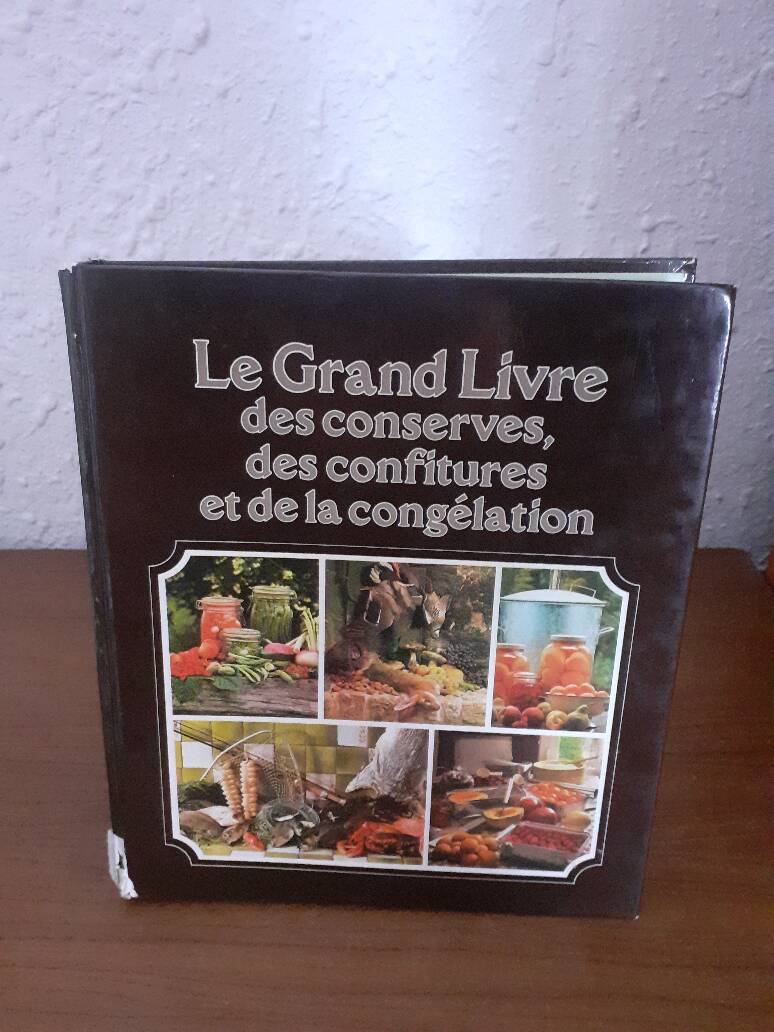 Le Grand Livre
des conserves,
des confitures
et de la congélation